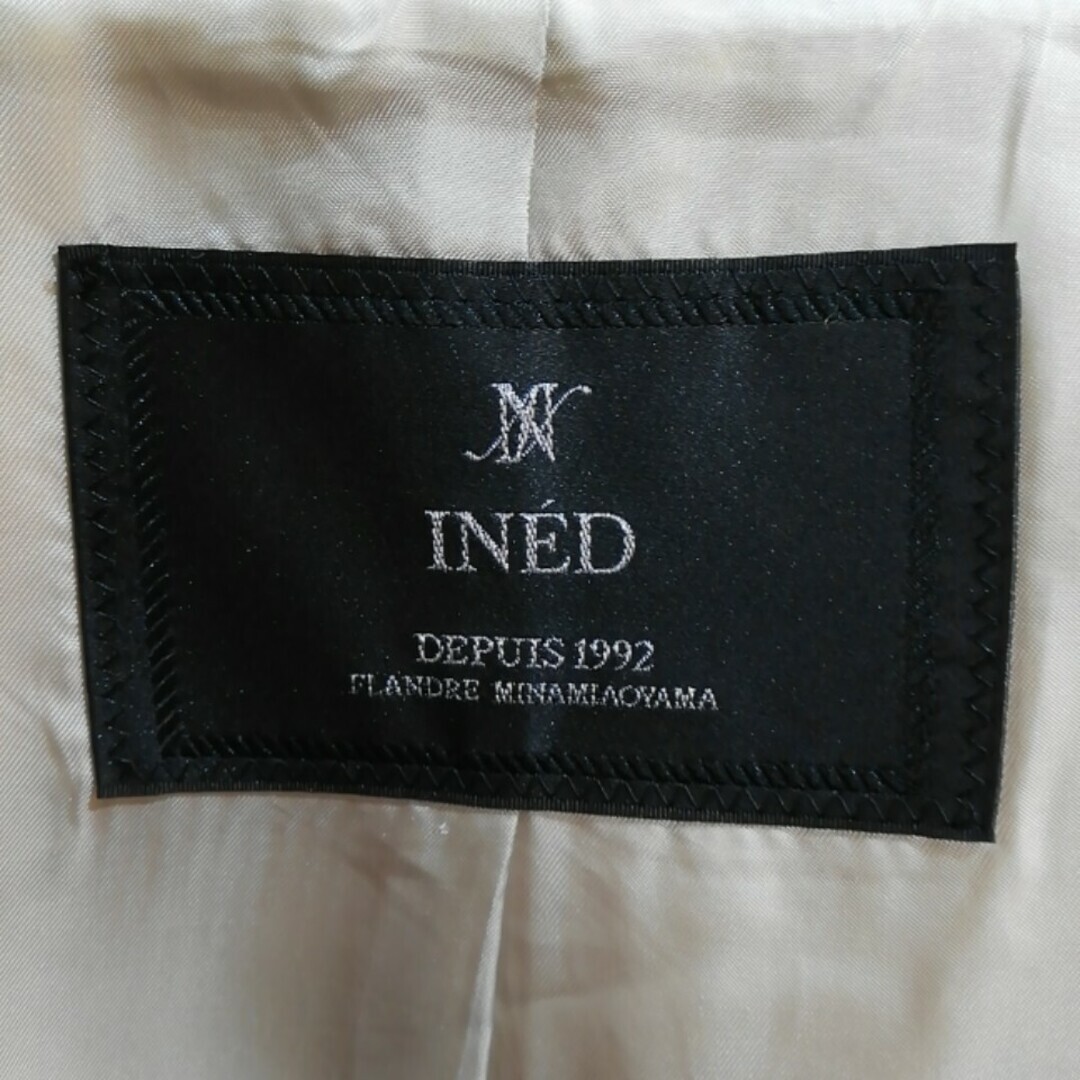 INÉD
DEPUIS 1992
FLANDRE MINAMIAOYAMA